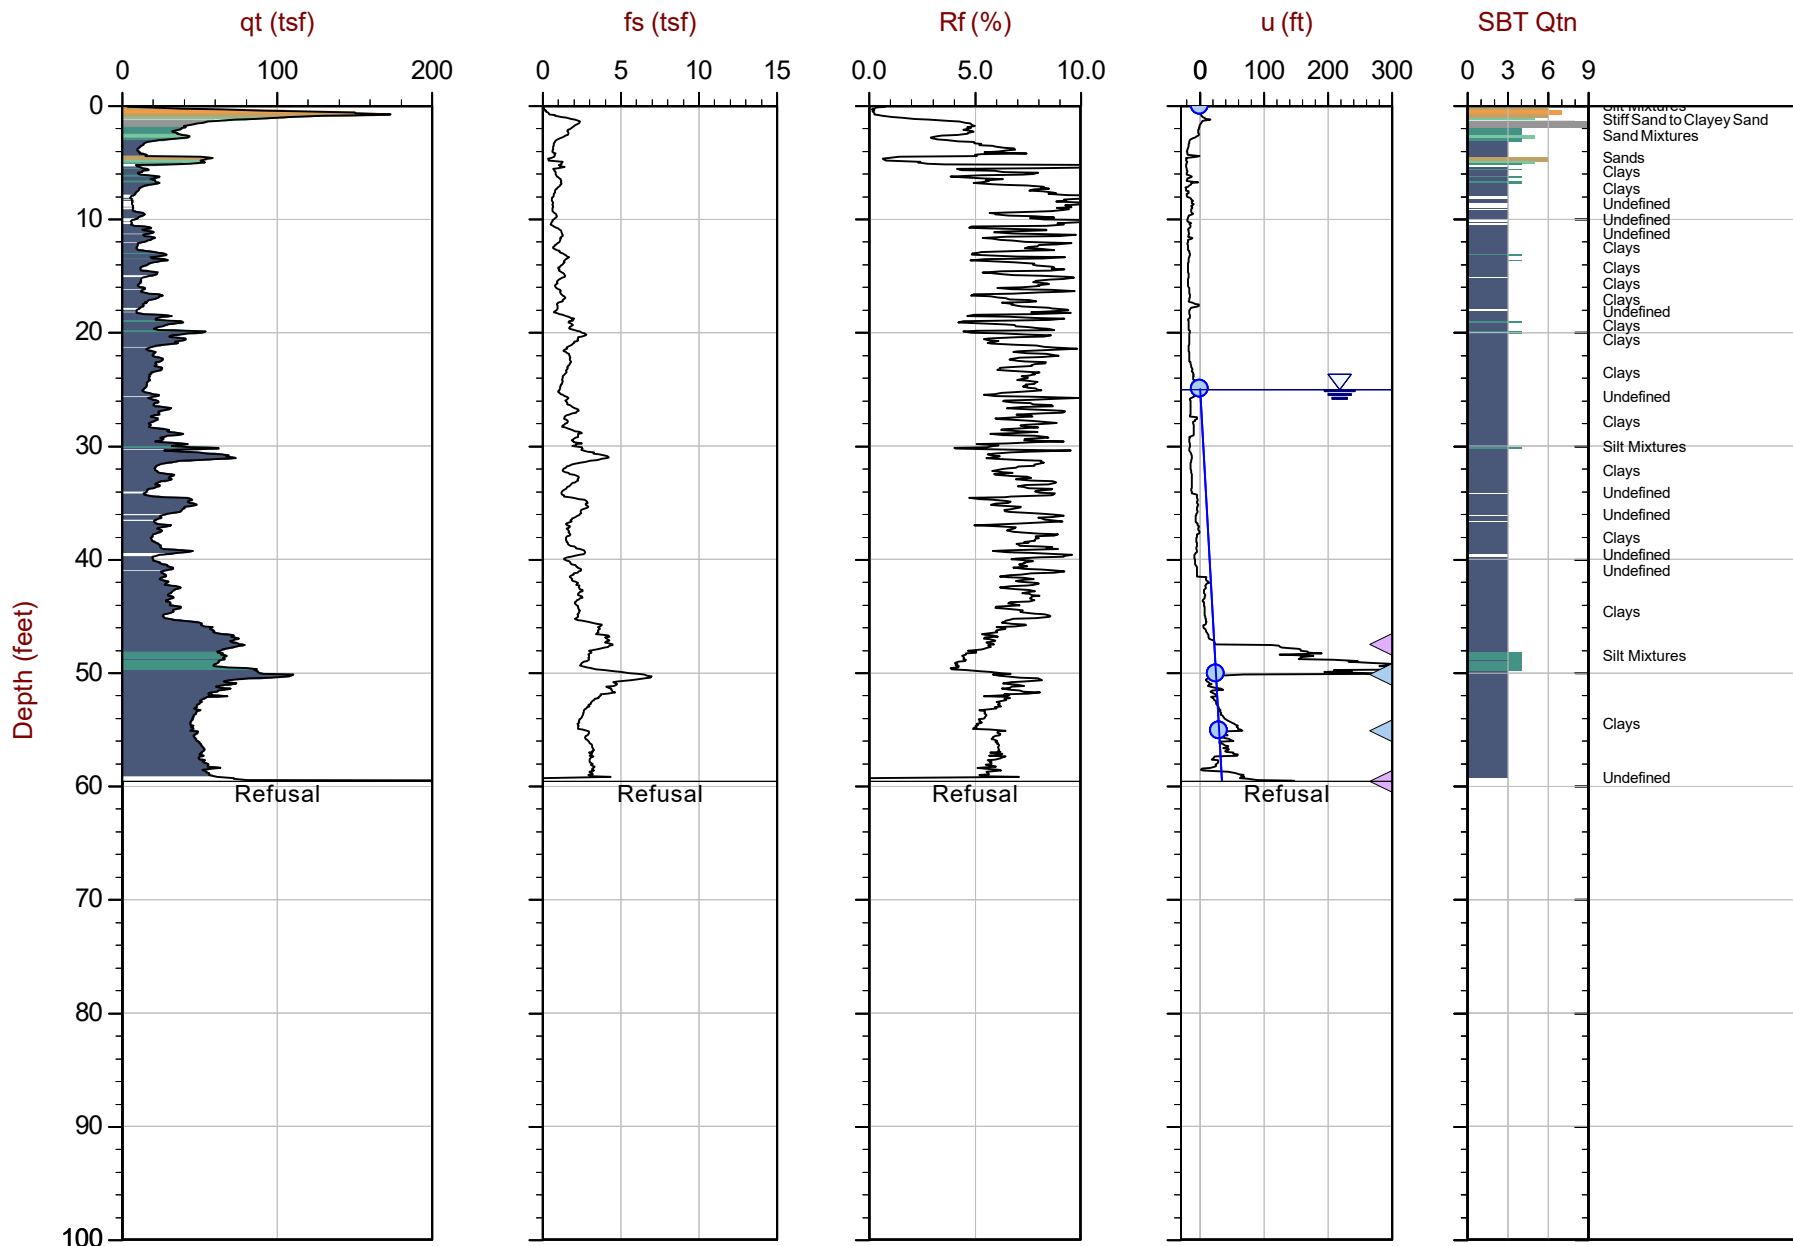 qt (tsf) fs (tsf) Rf (%) u (ft) SBT Qtn
0 100 200 0 5 10 15 0.0 5.0 10.0 0 100 200 300 0 3 6 9
0
Silt Mixtures
Stiff Sand to Clayey Sand
Sand Mixtures
Sands
Clays
Clays
Undefined
10
Undefined
Undefined
Clays
Clays
Clays
Clays
Undefined
20
Clays
Clays
Clays
Undefined
Clays
30
Silt Mixtures
Clays
Undefined
Undefined
Clays
40
Undefined
Undefined
Clays
Silt Mixtures
50
Clays
Undefined
60
Refusal Refusal Refusal Refusal
70
80
90
100
Depth (feet)